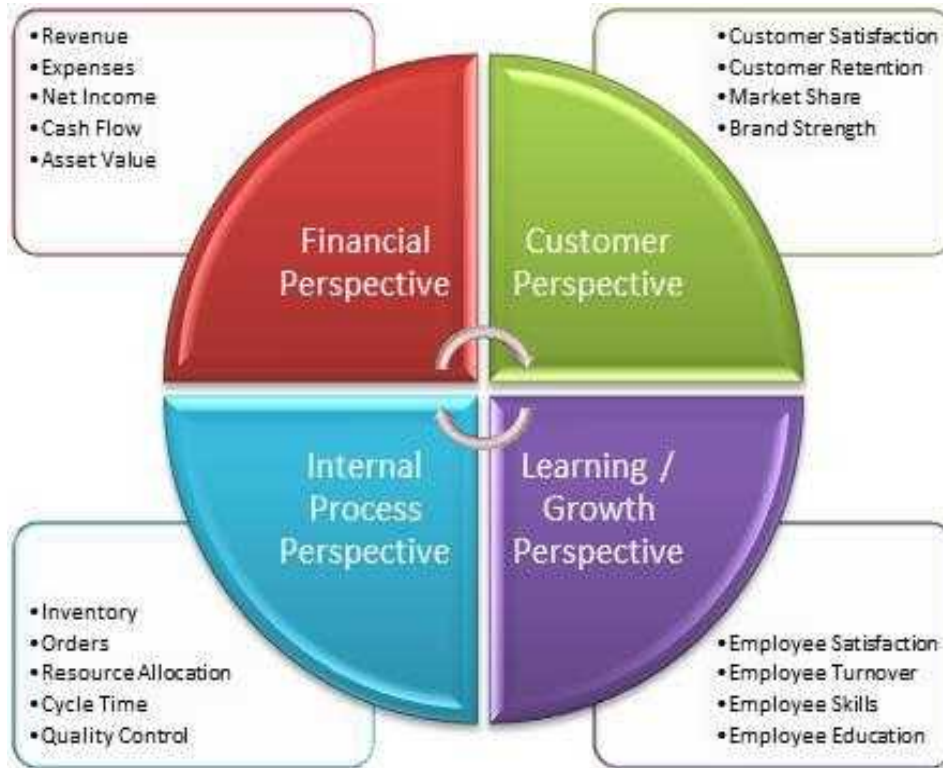 •Revenue
•Expenses
•Net Income
•Cash Flow
•Asset Value
•Customer Satisfaction
•Customer Retention
•Market Share
•Brand Strength
Financial
Perspective
Customer
Perspective
Internal
Process
Perspective
Learning /
Growth
Perspective
•Inventory
•Orders
•Resource Allocation
•Cycle Time
•Quality Control
•Employee Satisfaction
•Employee Turnover
•Employee Skills
•Employee Education